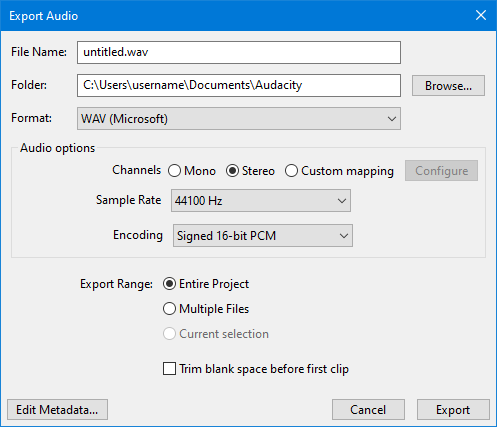 Export Audio
File Name: untitled.wav
Folder: C:\Users\username\Documents\Audacity Browse...
Format: WAV (Microsoft)
Audio options
Channels Mono Stereo Custom mapping Configure
Sample Rate 44100 Hz
Encoding Signed 16-bit PCM
Export Range: Entire Project
Multiple Files
Current selection
Trim blank space before first clip
Edit Metadata... Cancel Export